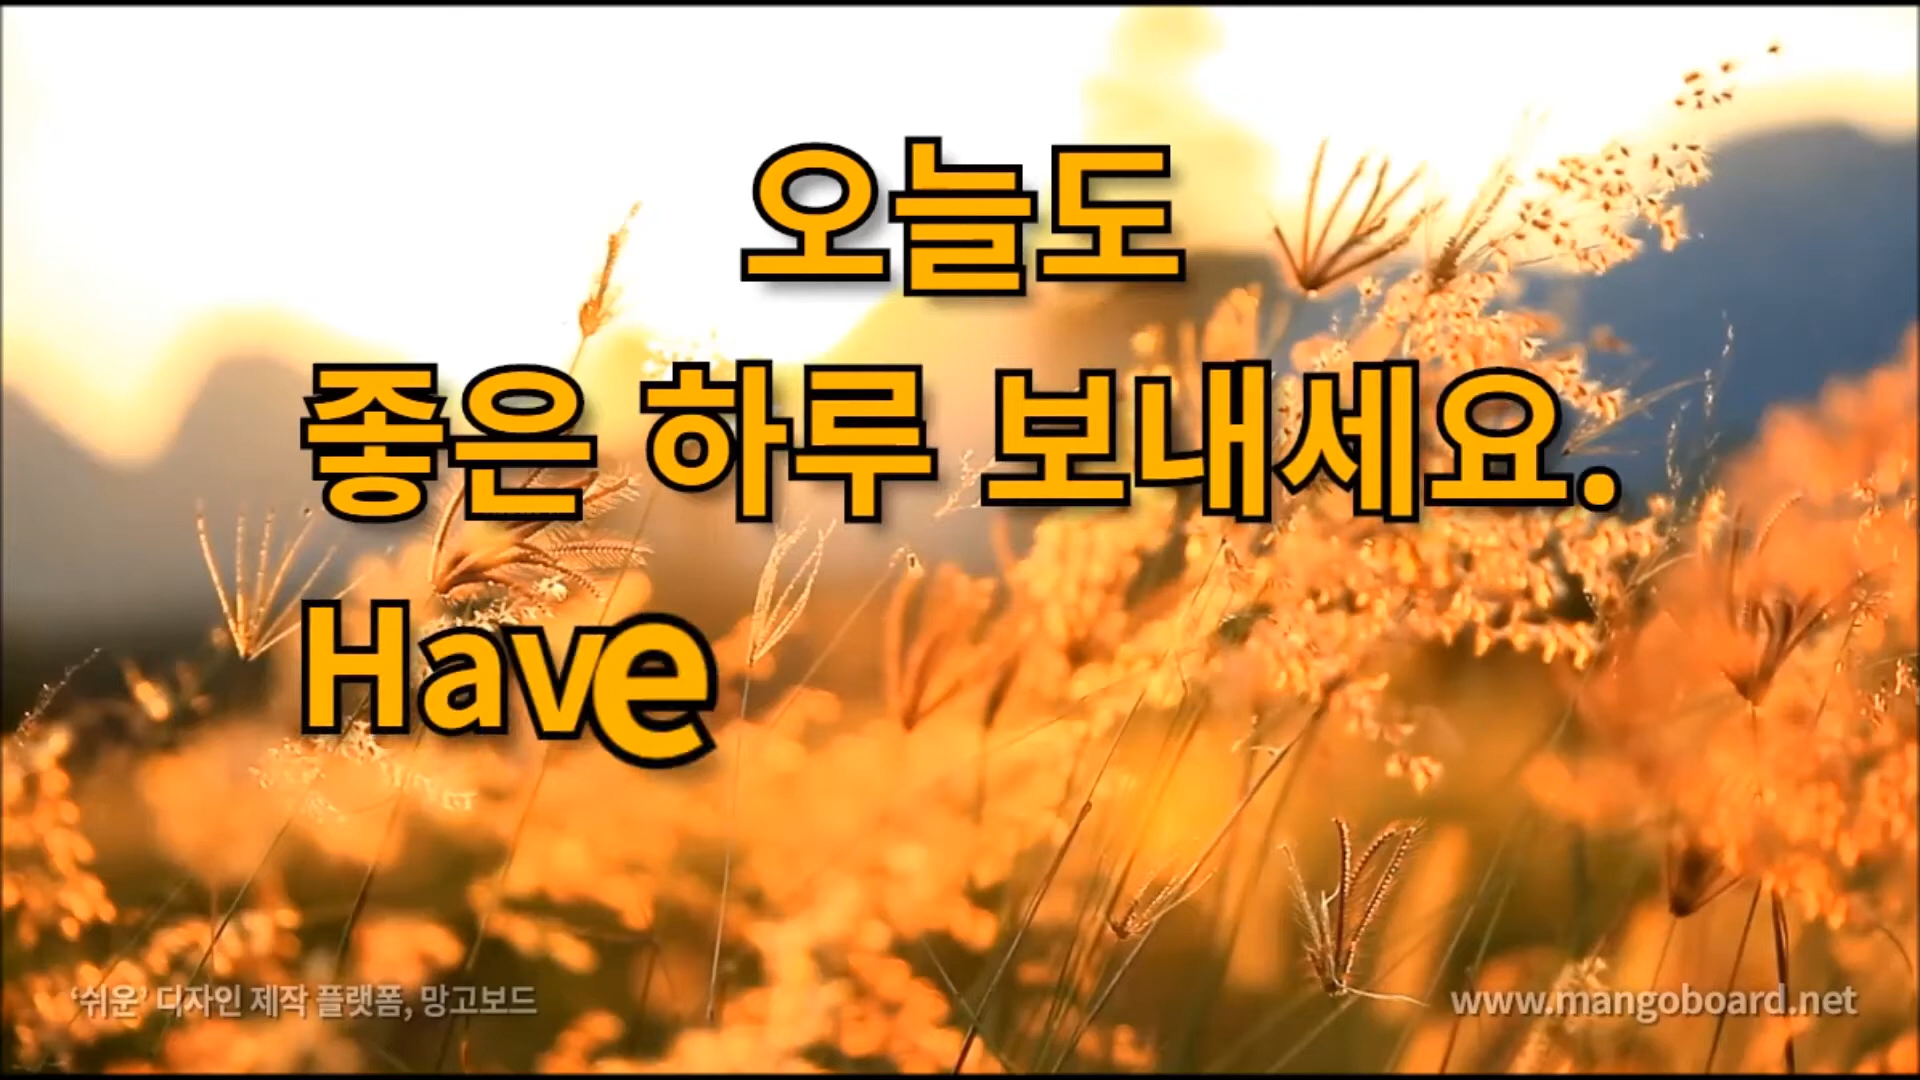 오늘도
좋은 하루 보내세요.
Have
‘쉬운’ 디자인 제작 플랫폼, 망고보드
www.mangoboard.net